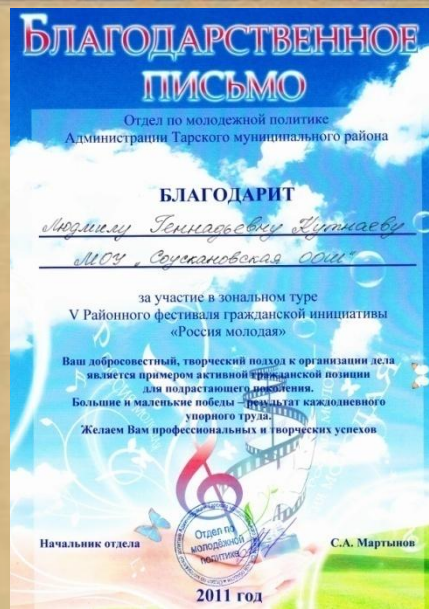 БЛАГОДАРСТВЕННОЕ
ПИСЬМО
Отдел по молодежной политике
Администрации Тарского муниципального района
БЛАГОДАРИТ
Людмилу Геннадьевну Кутнаеву
МОУ „Соускановская ООШ"
за участие в зональном туре
V Районного фестиваля гражданской инициативы
«Россия молодая»
Ваш добросовестный, творческий подход к организации дела
является примером активной гражданской позиции
для подрастающего поколения.
Большие и маленькие победы – результат каждодневного
упорного труда.
Желаем Вам профессиональных и творческих успехов
Отдел по
молодёжной
политике
Начальник отдела
С.А. Мартынов
2011 год